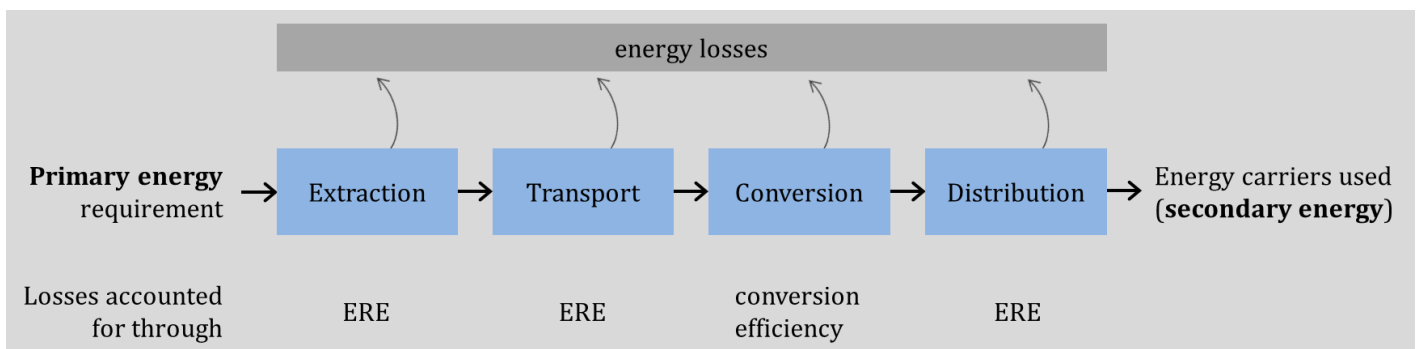 energy losses
Primary energy
requirement
Extraction
Transport
Conversion
Distribution
Energy carriers used
(secondary energy)
Losses accounted
for through
ERE
ERE
conversion
efficiency
ERE